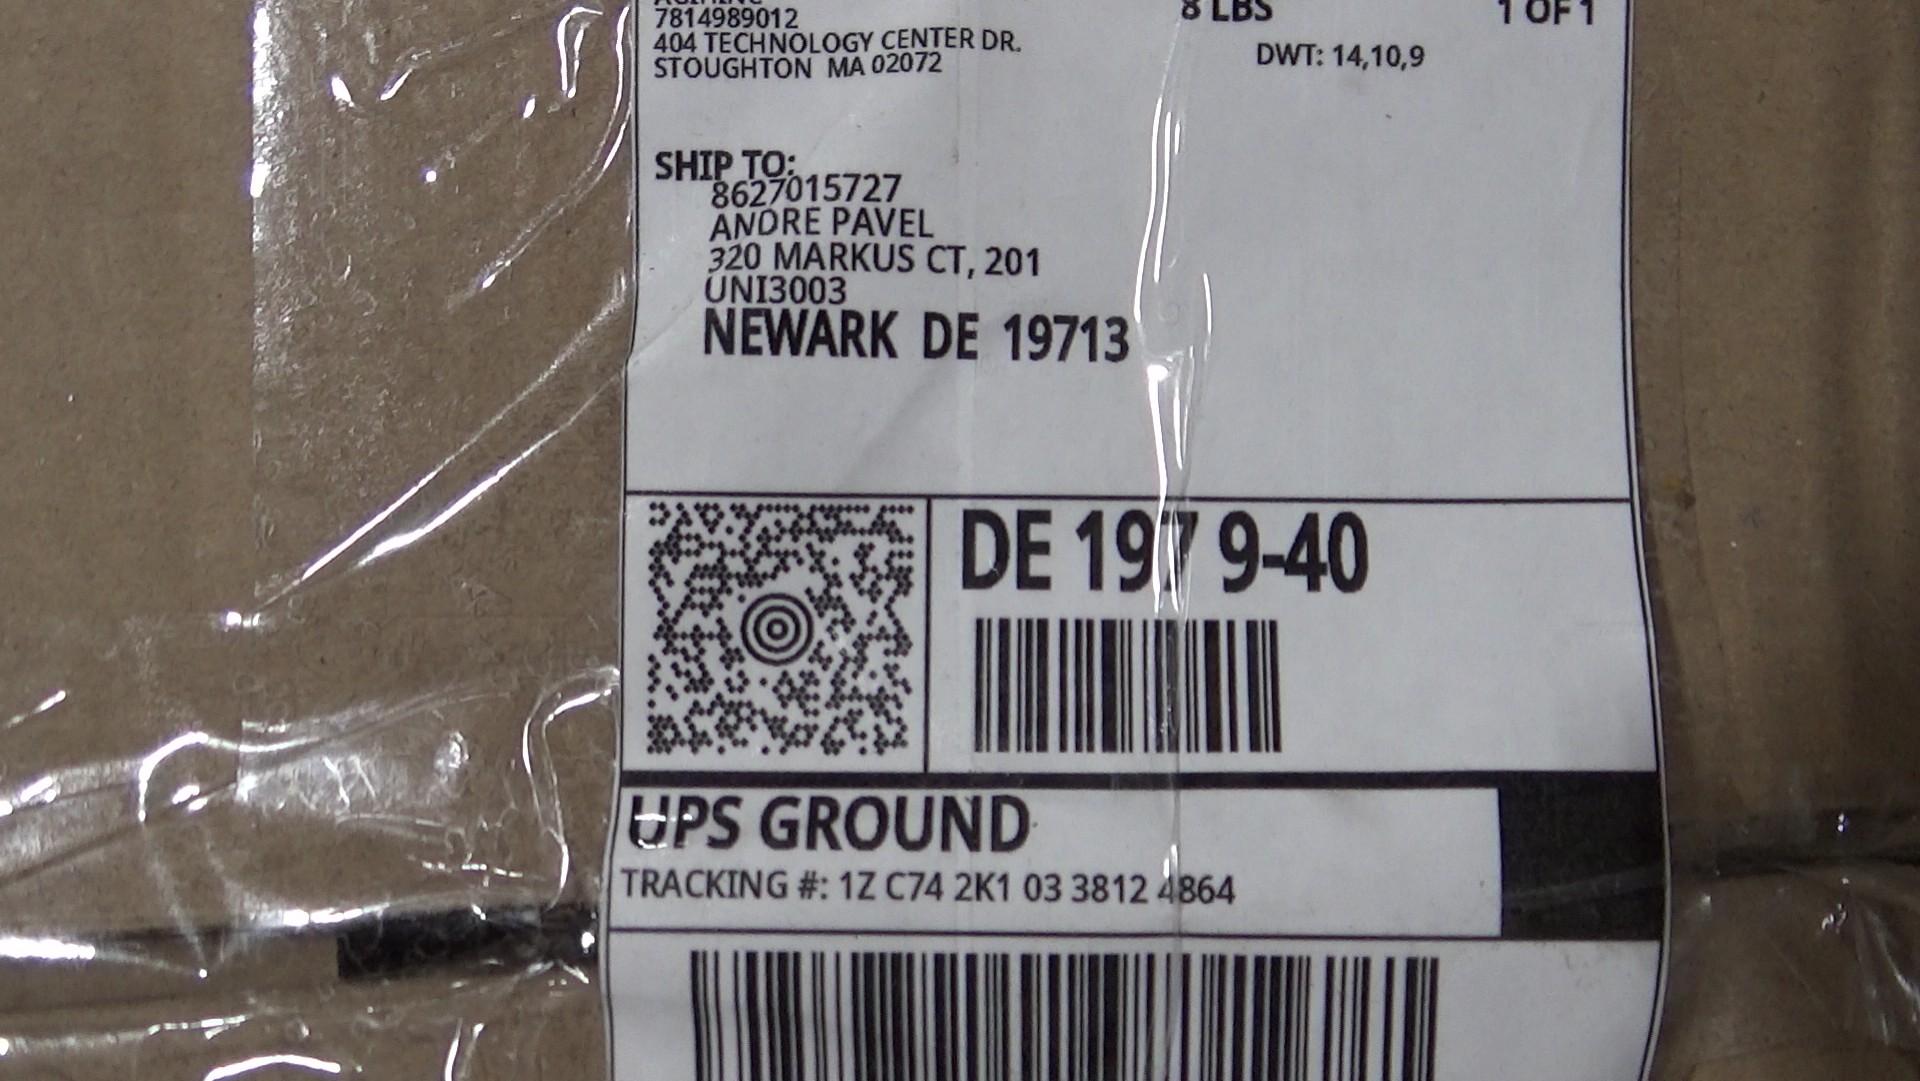 7814989012
8 LBS
1 OF 1
404 TECHNOLOGY CENTER DR.
DWT: 14,10,9
STOUGHTON MA 02072
SHIP TO:
8627015727
ANDRE PAVEL
320 MARKUS CT, 201
UNI3003
NEWARK DE 19713
DE 197 9-40
UPS GROUND
TRACKING #: 1Z C74 2K1 03 3812 4864